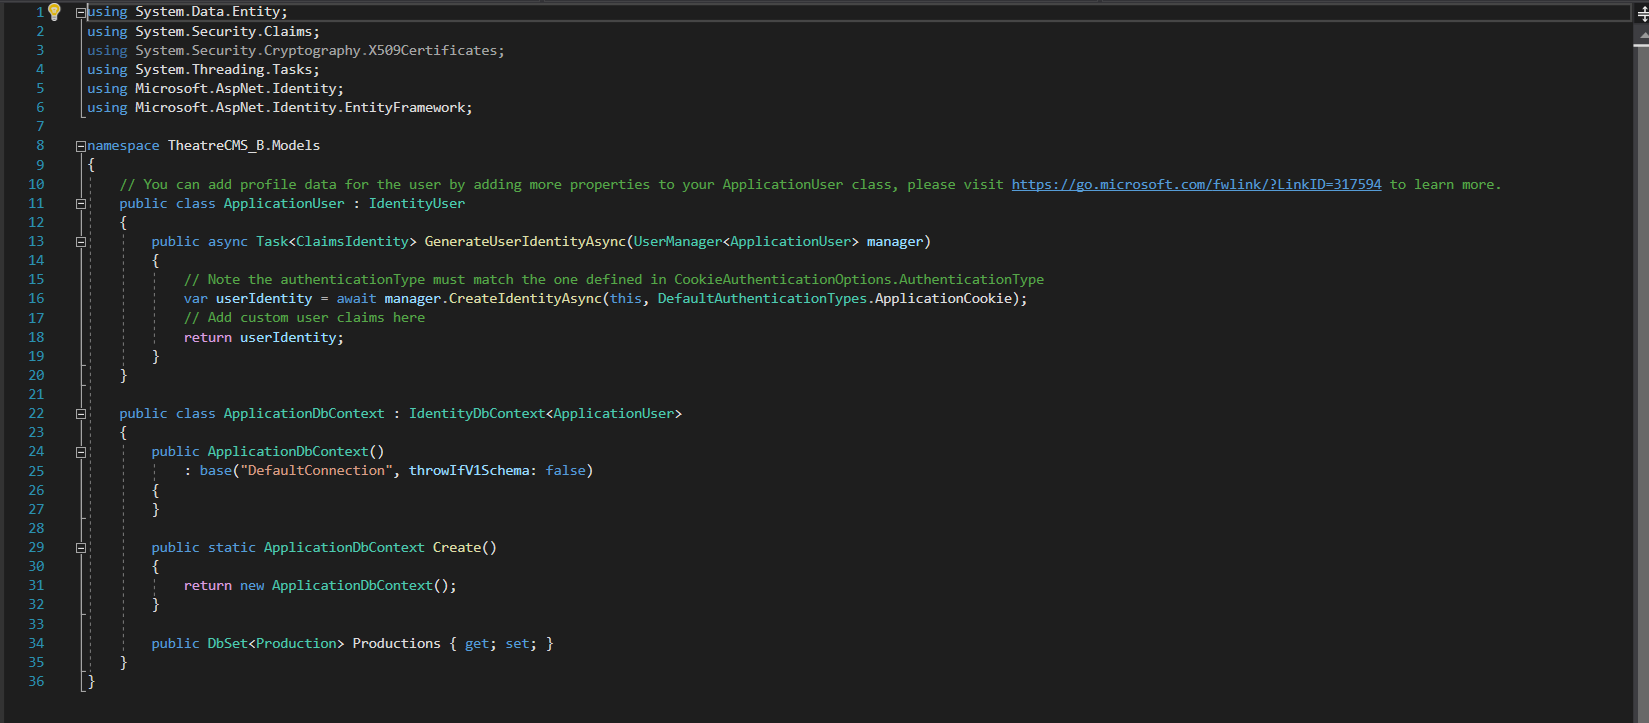 1 using System.Data.Entity;
2 using System.Security.Claims;
3 using System.Security.Cryptography.X509Certificates;
4 using System.Threading.Tasks;
5 using Microsoft.AspNet.Identity;
6 using Microsoft.AspNet.Identity.EntityFramework;
7
8 namespace TheatreCMS_B.Models
9 {
10 // You can add profile data for the user by adding more properties to your ApplicationUser class, please visit https://go.microsoft.com/fwlink/?LinkID=317594 to learn more.
11 public class ApplicationUser : IdentityUser
12 {
13 public async Task<ClaimsIdentity> GenerateUserIdentityAsync(UserManager<ApplicationUser> manager)
14 {
15 // Note the authenticationType must match the one defined in CookieAuthenticationOptions.AuthenticationType
16 var userIdentity = await manager.CreateIdentityAsync(this, DefaultAuthenticationTypes.ApplicationCookie);
17 // Add custom user claims here
18 return userIdentity;
19 }
20 }
21
22 public class ApplicationDbContext : IdentityDbContext<ApplicationUser>
23 {
24 public ApplicationDbContext()
25 : base("DefaultConnection", throwIfV1Schema: false)
26 {
27 }
28
29 public static ApplicationDbContext Create()
30 {
31 return new ApplicationDbContext();
32 }
33
34 public DbSet<Production> Productions { get; set; }
35 }
36 }